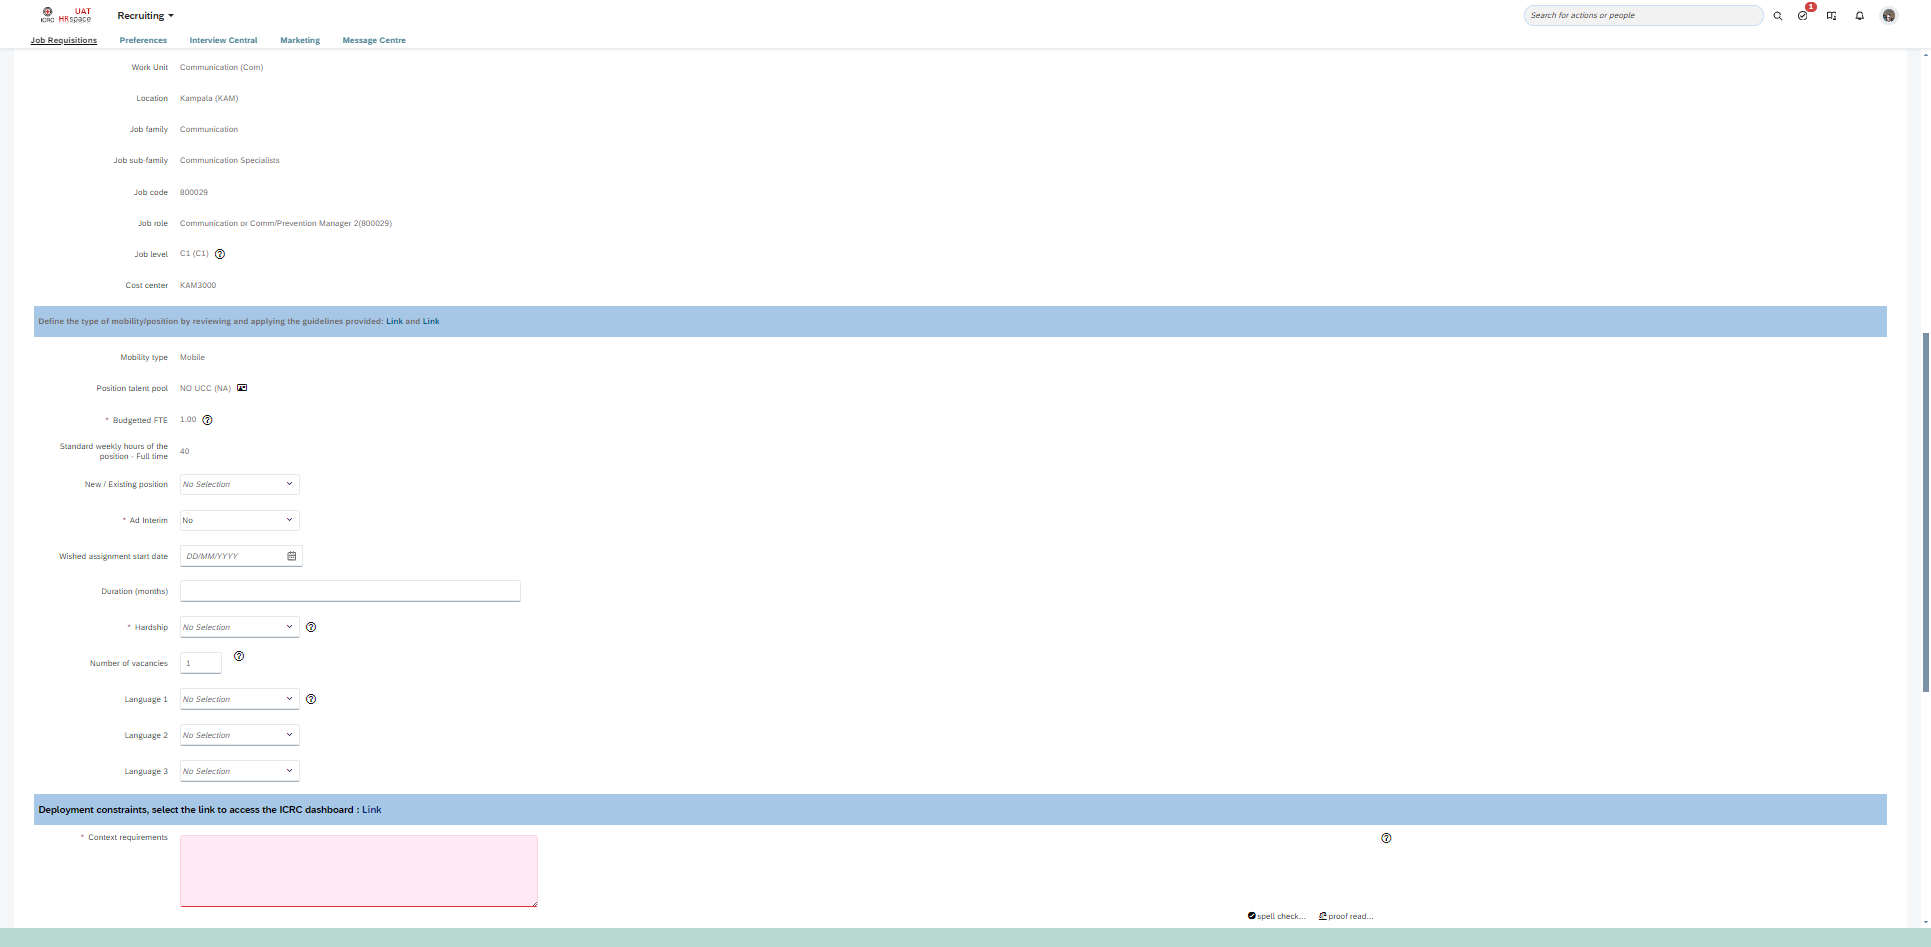 ICRC
UAT
HRspace
Recruiting
Search for actions or people
1
Job Requisitions
Preferences
Interview Central
Marketing
Message Centre
Work Unit Communication (Com)
Location Kampala (KAM)
Job family Communication
Job sub-family Communication Specialists
Job code 800029
Job role Communication or Comm/Prevention Manager 2(800029)
Job level C1 (C1)
Cost center KAM3000
Define the type of mobility/position by reviewing and applying the guidelines provided: Link and Link
Mobility type Mobile
Position talent pool NO UCC (NA)
* Budgetted FTE 1.00
Standard weekly hours of the
position - Full time 40
New / Existing position No Selection
* Ad Interim No
Wished assignment start date DD/MM/YYYY
Duration (months)
* Hardship No Selection
Number of vacancies 1
Language 1 No Selection
Language 2 No Selection
Language 3 No Selection
Deployment constraints, select the link to access the ICRC dashboard : Link
* Context requirements
spell check... proof read...